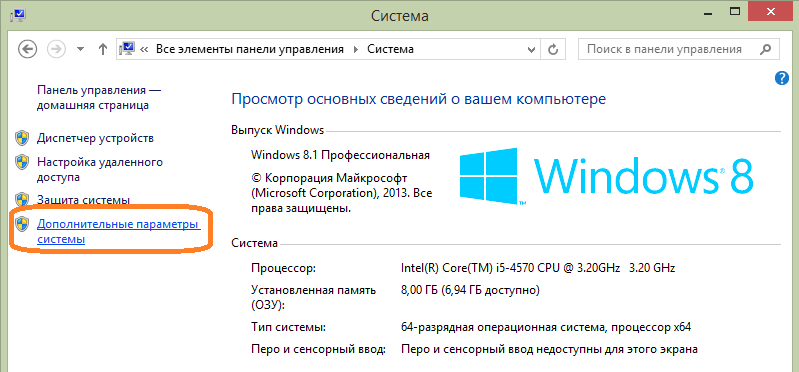 Система
Все элементы панели управления Система
Поиск в панели управления
Панель управления —
домашняя страница
Диспетчер устройств
Настройка удаленного
доступа
Защита системы
Дополнительные параметры
системы
Просмотр основных сведений о вашем компьютере
Выпуск Windows
Windows 8.1 Профессиональная
© Корпорация Майкрософт
(Microsoft Corporation), 2013. Все
права защищены.
Windows 8
Система
Процессор: Intel(R) Core(TM) i5-4570 CPU @ 3.20GHz 3.20 GHz
Установленная память
(ОЗУ): 8,00 ГБ (6,94 ГБ доступно)
Тип системы: 64-разрядная операционная система, процессор x64
Перо и сенсорный ввод: Перо и сенсорный ввод недоступны для этого экрана